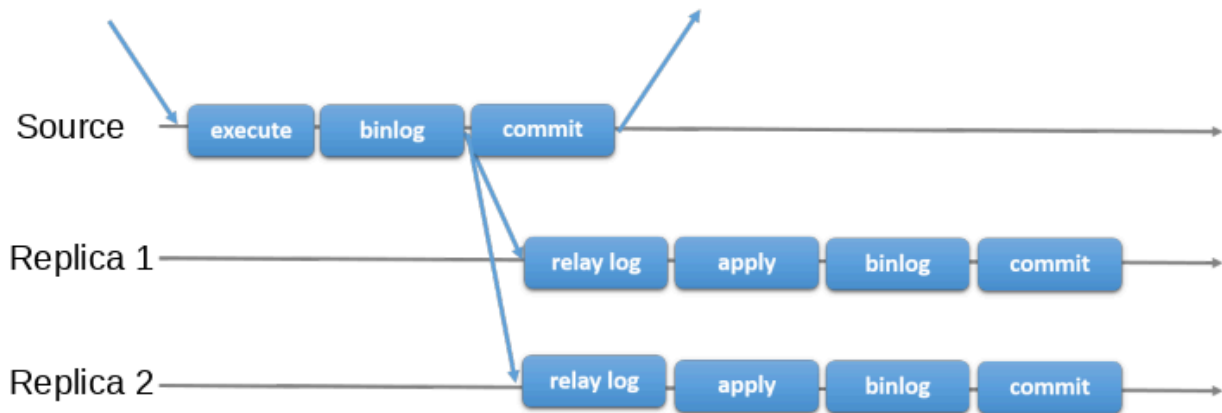 Source execute binlog commit
Replica 1 relay log apply binlog commit
Replica 2 relay log apply binlog commit